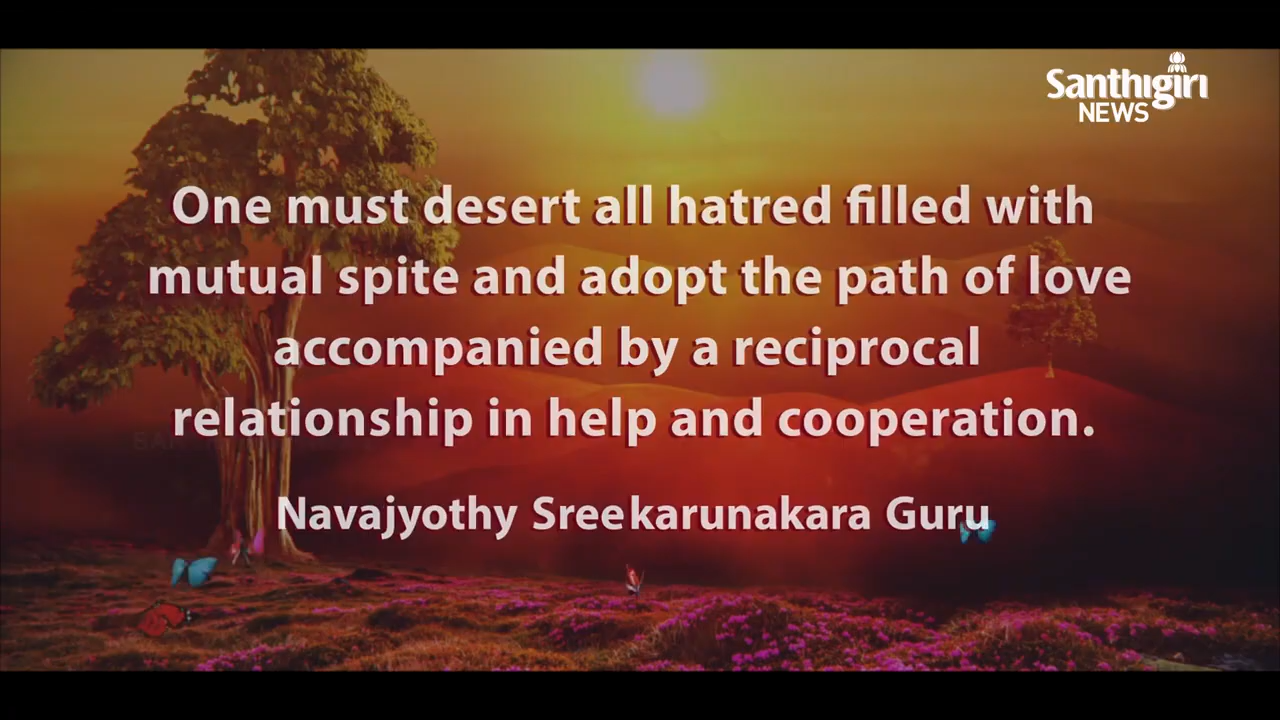 Santhigiri
NEWS
One must desert all hatred filled with
mutual spite and adopt the path of love
accompanied by a reciprocal
relationship in help and cooperation.
Navajyothy Sreekarunakara Guru